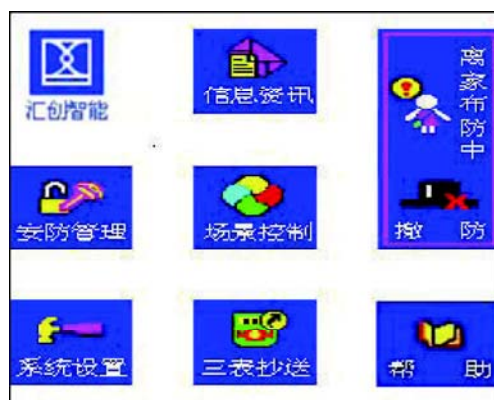 汇创智能
信息资讯
离家布防中
安防管理
场景控制
撤 防
系统设置
三表抄送
帮 助